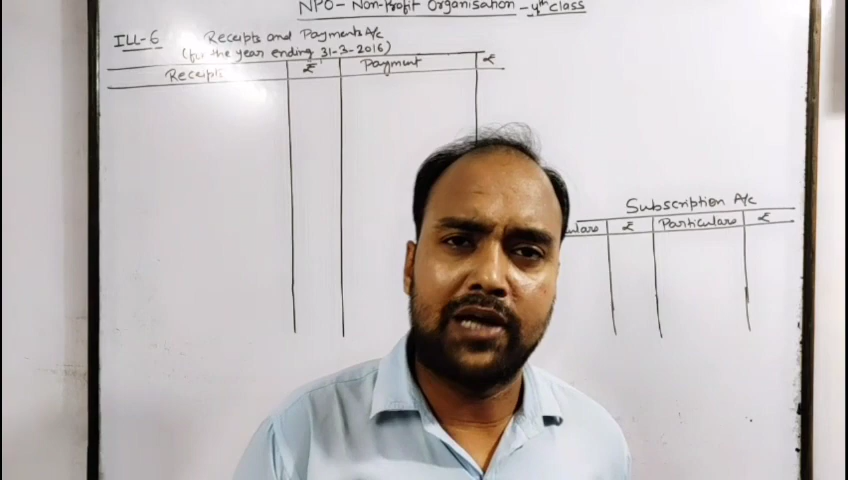 NPO - Non-Profit Organisation - 4th Class
ILL-6 Receipts and Payments A/c
(for the year ending 31-3-2016)
Receipts ₹ Payment ₹
Subscription A/c
ulars ₹ Particulars ₹